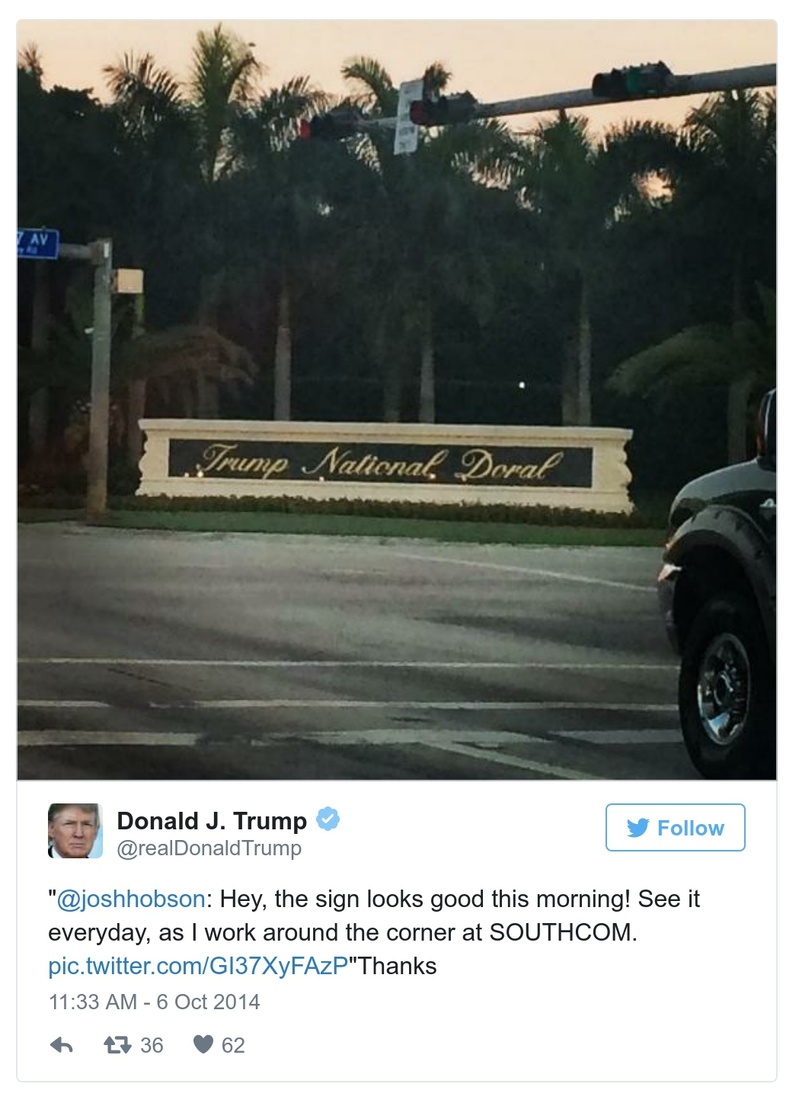 7 AV
Trump National Doral
Donald J. Trump
@realDonaldTrump
Follow
"@joshhobson: Hey, the sign looks good this morning! See it
everyday, as I work around the corner at SOUTHCOM.
pic.twitter.com/GI37XyFAzP"Thanks
11:33 AM - 6 Oct 2014
36
62